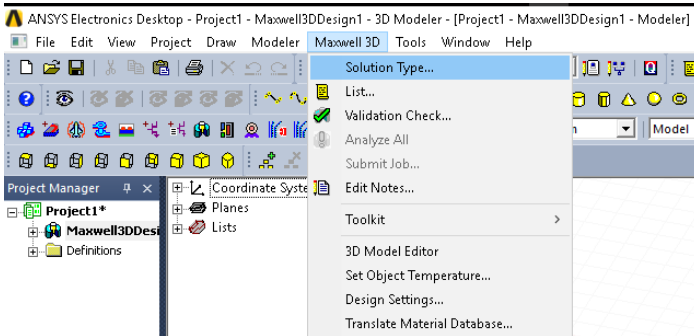 ANSYS Electronics Desktop - Project1 - Maxwell3DDesign1 - 3D Modeler - [Project1 - Maxwell3DDesign1 - Modeler]
File Edit View Project Draw Modeler Maxwell 3D Tools Window Help
Solution Type...
List...
Validation Check...
Analyze All
Submit Job...
Edit Notes...
Toolkit
3D Model Editor
Set Object Temperature...
Design Settings...
Translate Material Database...
Model
Project Manager
Project1*
Maxwell3DDesi
Definitions
Coordinate Syste
Planes
Lists